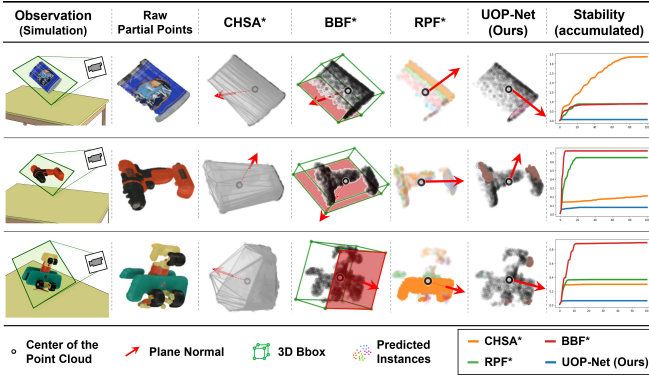 Observation
(Simulation)
Raw
Partial Points
CHSA*
BBF*
RPF*
UOP-Net
(Ours)
Stability
(accumulated)
Center of the
Point Cloud
Plane Normal
3D Bbox
Predicted
Instances
CHSA*
BBF*
RPF*
UOP-Net (Ours)